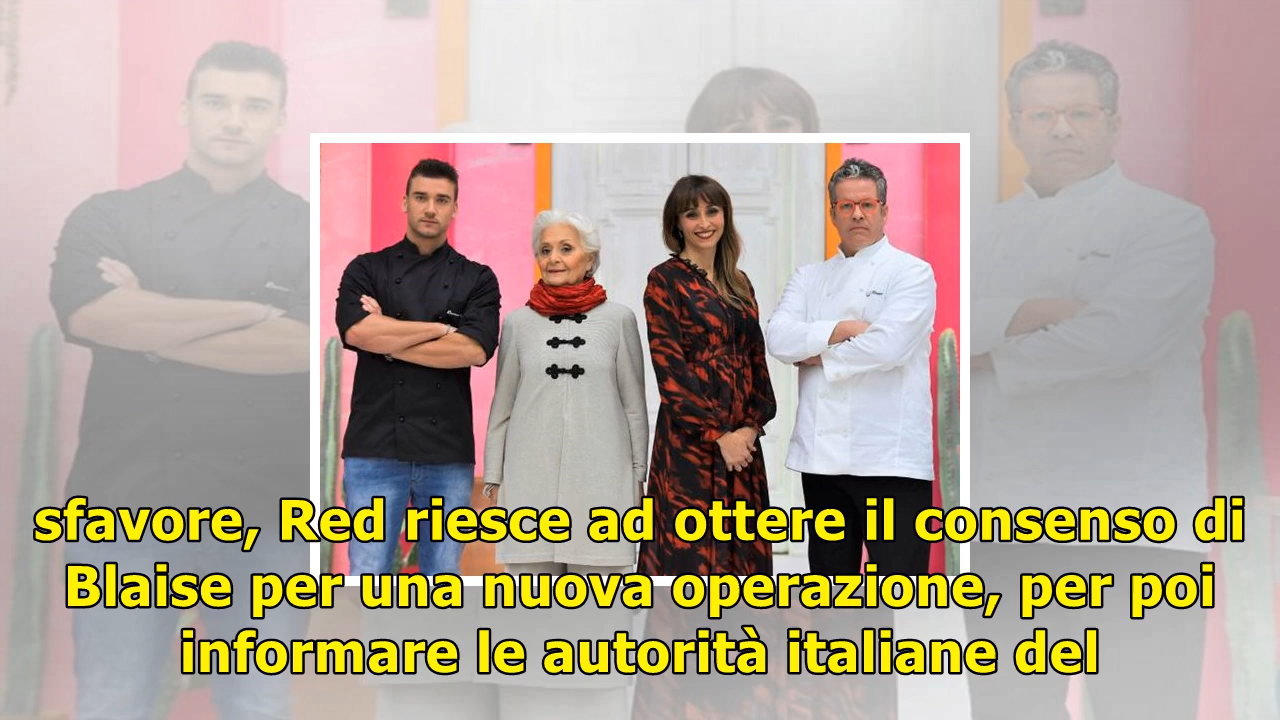 sfavore, Red riesce ad ottere il consenso di
Blaise per una nuova operazione, per poi
informare le autorità italiane del